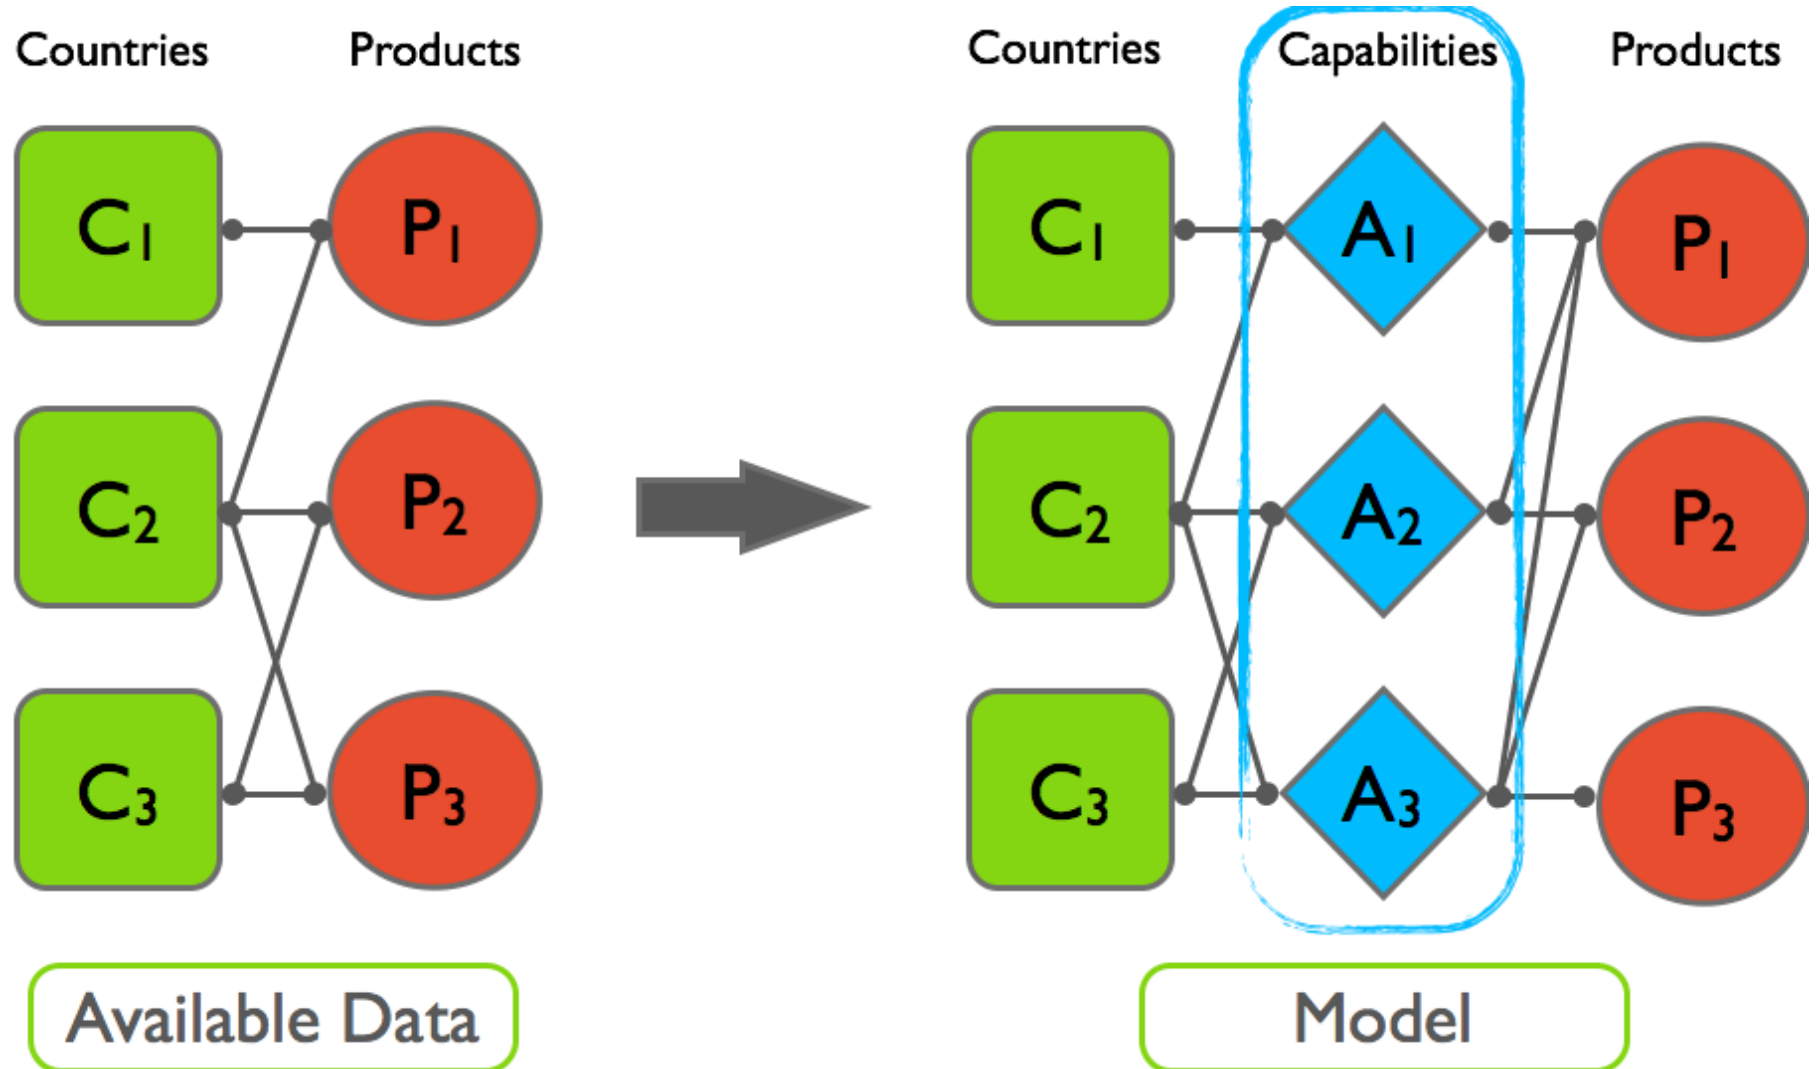 Countries Products
C1 P1
C2 P2
C3 P3
Available Data
Countries Capabilities Products
C1 A1 P1
C2 A2 P2
C3 A3 P3
Model